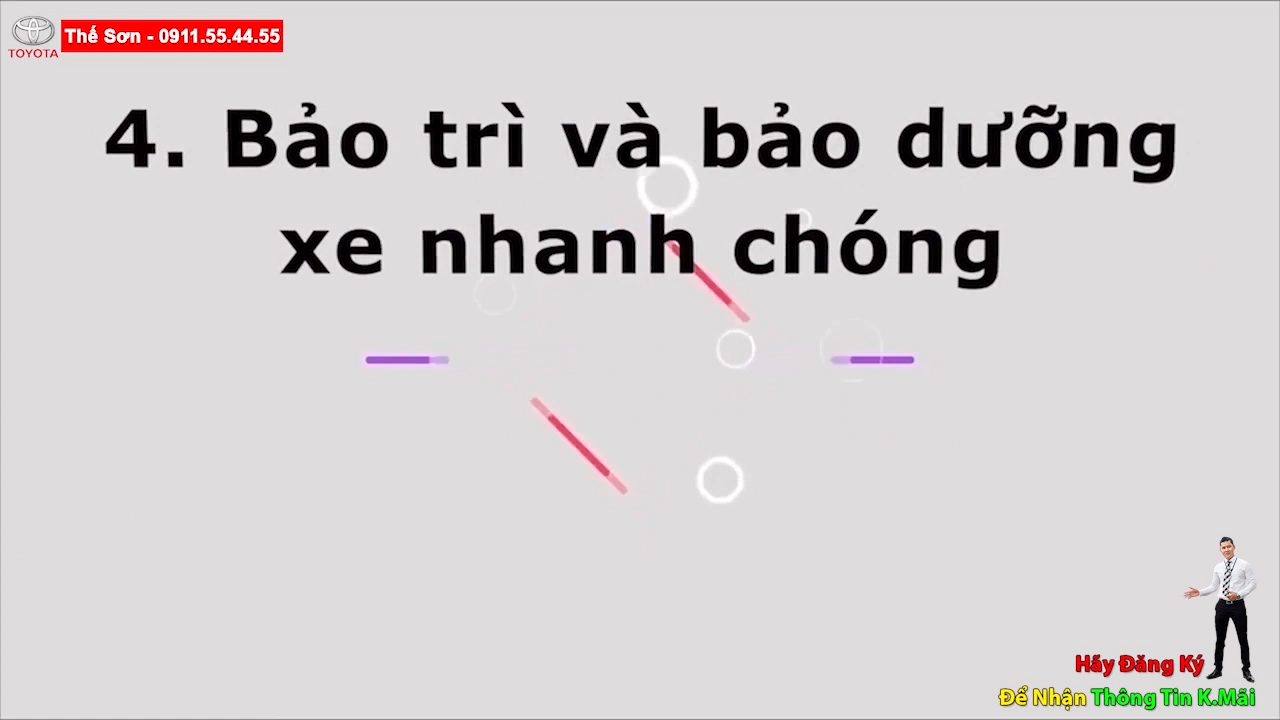 TOYOTA
Thế Sơn - 0911.55.44.55
4. Bảo trì và bảo dưỡng
xe nhanh chóng
Hãy Đăng Ký
Để Nhận Thông Tin K.Mãi